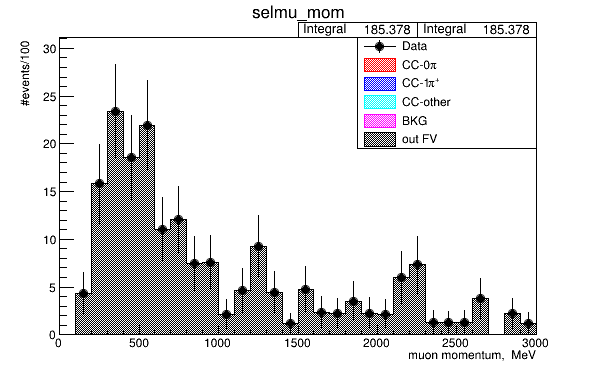 selmu_mom
Integral 185.378 Integral 185.378
#events/100
30
25
20
15
10
5
0
Data
CC-0π
CC-1π⁺
CC-other
BKG
out FV
0 500 1000 1500 2000 2500 3000
muon momentum, MeV